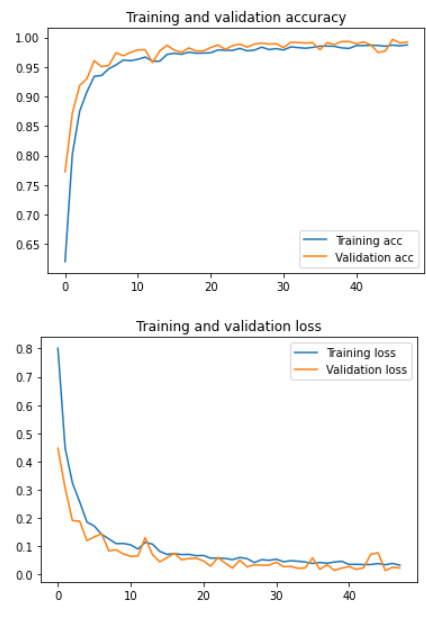 Training and validation accuracy
1.00
0.95
0.90
0.85
0.80
0.75
0.70
0.65
Training acc
Validation acc
0 10 20 30 40
Training and validation loss
0.8
0.7
0.6
0.5
0.4
0.3
0.2
0.1
0.0
Training loss
Validation loss
0 10 20 30 40